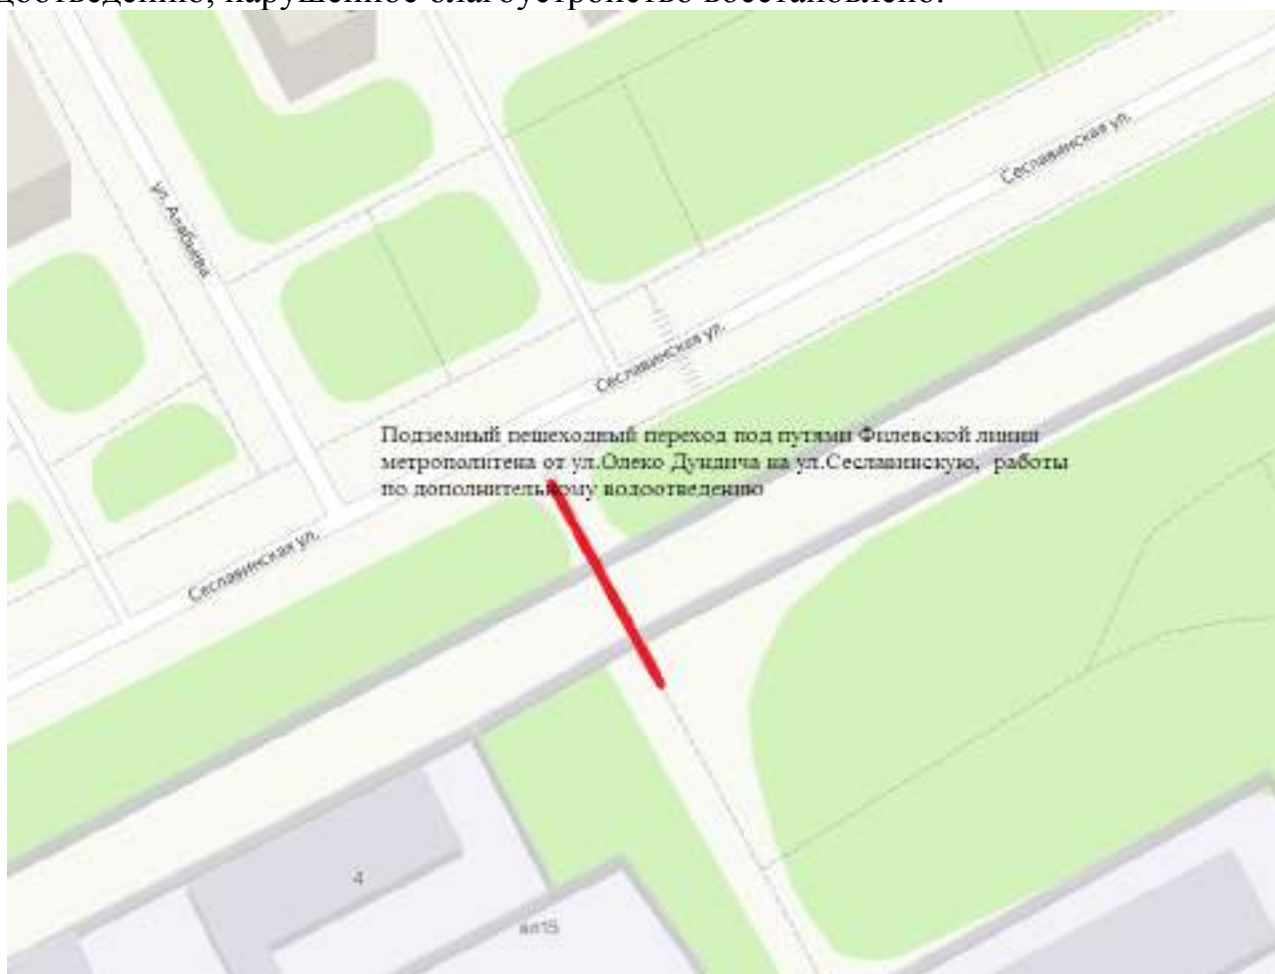 доотведению, нарушенное благоустройство восстановлено.
Сеславинская ул.
ул. Алябьева
Сеславинская ул.
Подземный пешеходный переход под путями Филевской линии
метрополитена от ул.Олеко Дундича на ул.Сеславинскую, работы
по дополнительному водоотведению
Сеславинская ул.
4
вл15